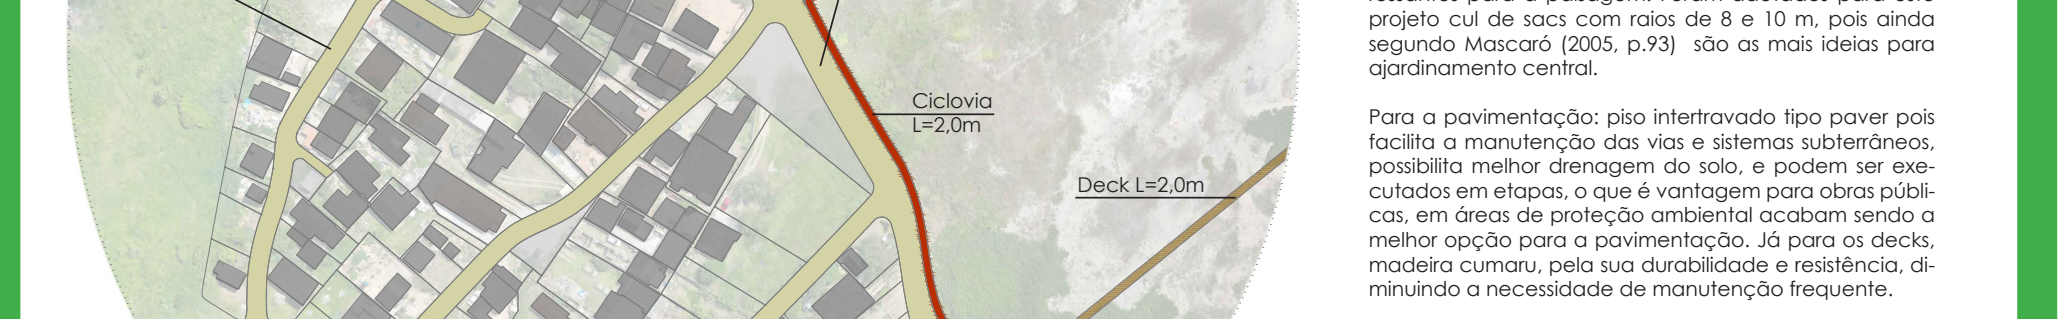 Ciclovia
L=2,0m
Deck L=2,0m
projeto cul de sacs com raios de 8 e 10 m, pois ainda
segundo Mascaró (2005, p.93) são as mais ideias para
ajardinamento central.
Para a pavimentação: piso intertravado tipo paver pois
facilita a manutenção das vias e sistemas subterrâneos,
possibilita melhor drenagem do solo, e podem ser exe-
cutados em etapas, o que é vantagem para obras públi-
cas, em áreas de proteção ambiental acabam sendo a
melhor opção para a pavimentação. Já para os decks,
madeira cumaru, pela sua durabilidade e resistência, di-
minuindo a necessidade de manutenção frequente.